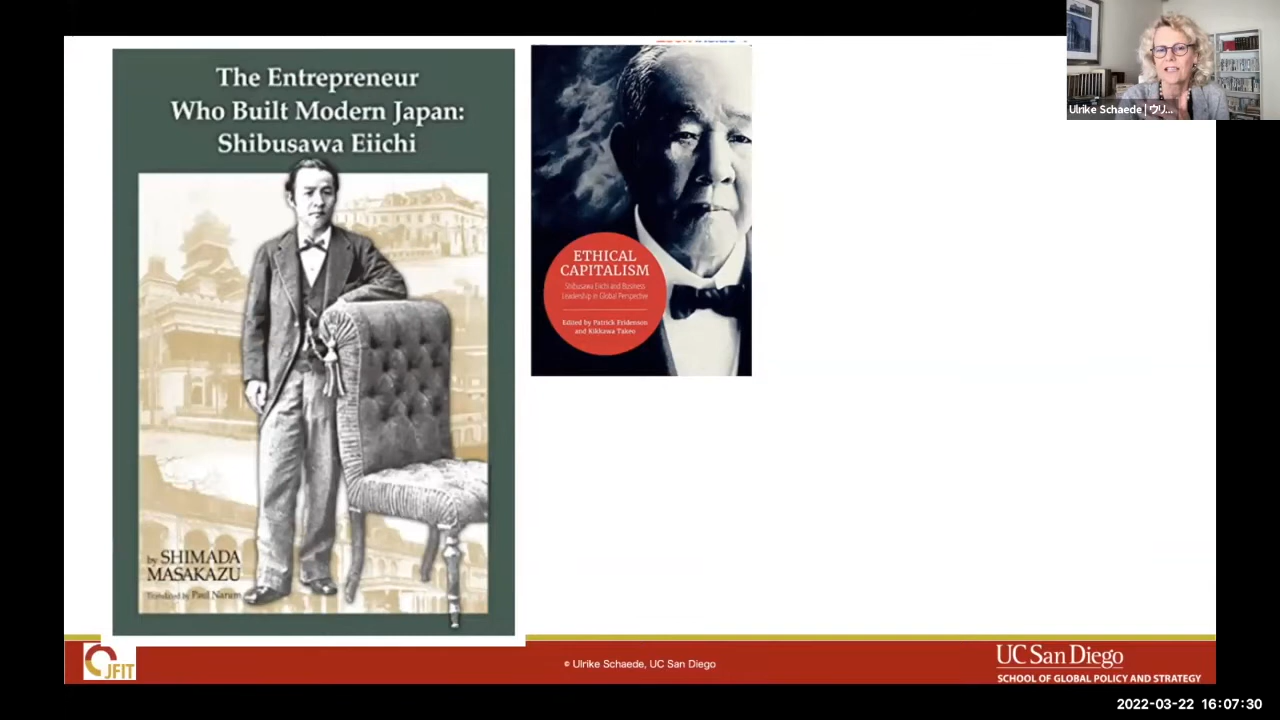 The Entrepreneur
Who Built Modern Japan:
Shibusawa Eiichi
by SHIMADA
MASAKAZU
Translated by Paul Narum
ETHICAL
CAPITALISM
Shibusawa Eiichi and Business
Leadership in Global Perspective
Edited by Patrick Fridenson
and Kikkawa Takeo
Ulrike Schaede | ウリ...
JFIT
© Ulrike Schaede, UC San Diego
UC San Diego
SCHOOL OF GLOBAL POLICY AND STRATEGY
2022-03-22 16:07:30